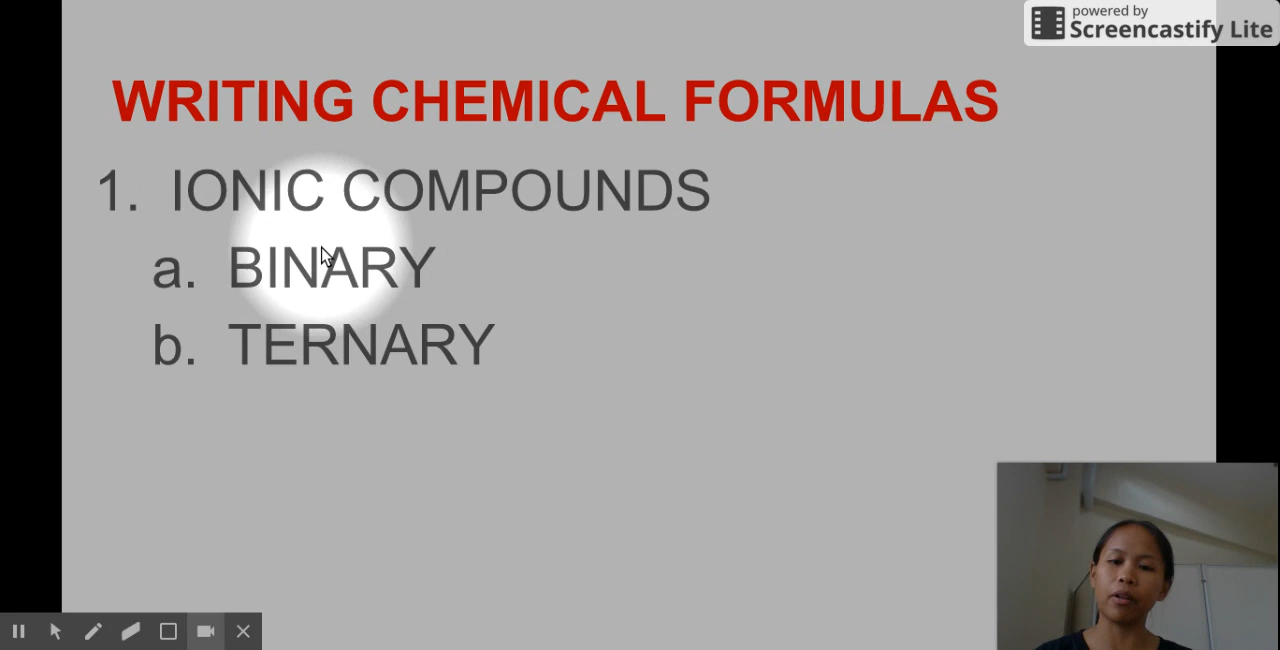 powered by
Screencastify Lite
WRITING CHEMICAL FORMULAS
1. IONIC COMPOUNDS
a. BINARY
b. TERNARY